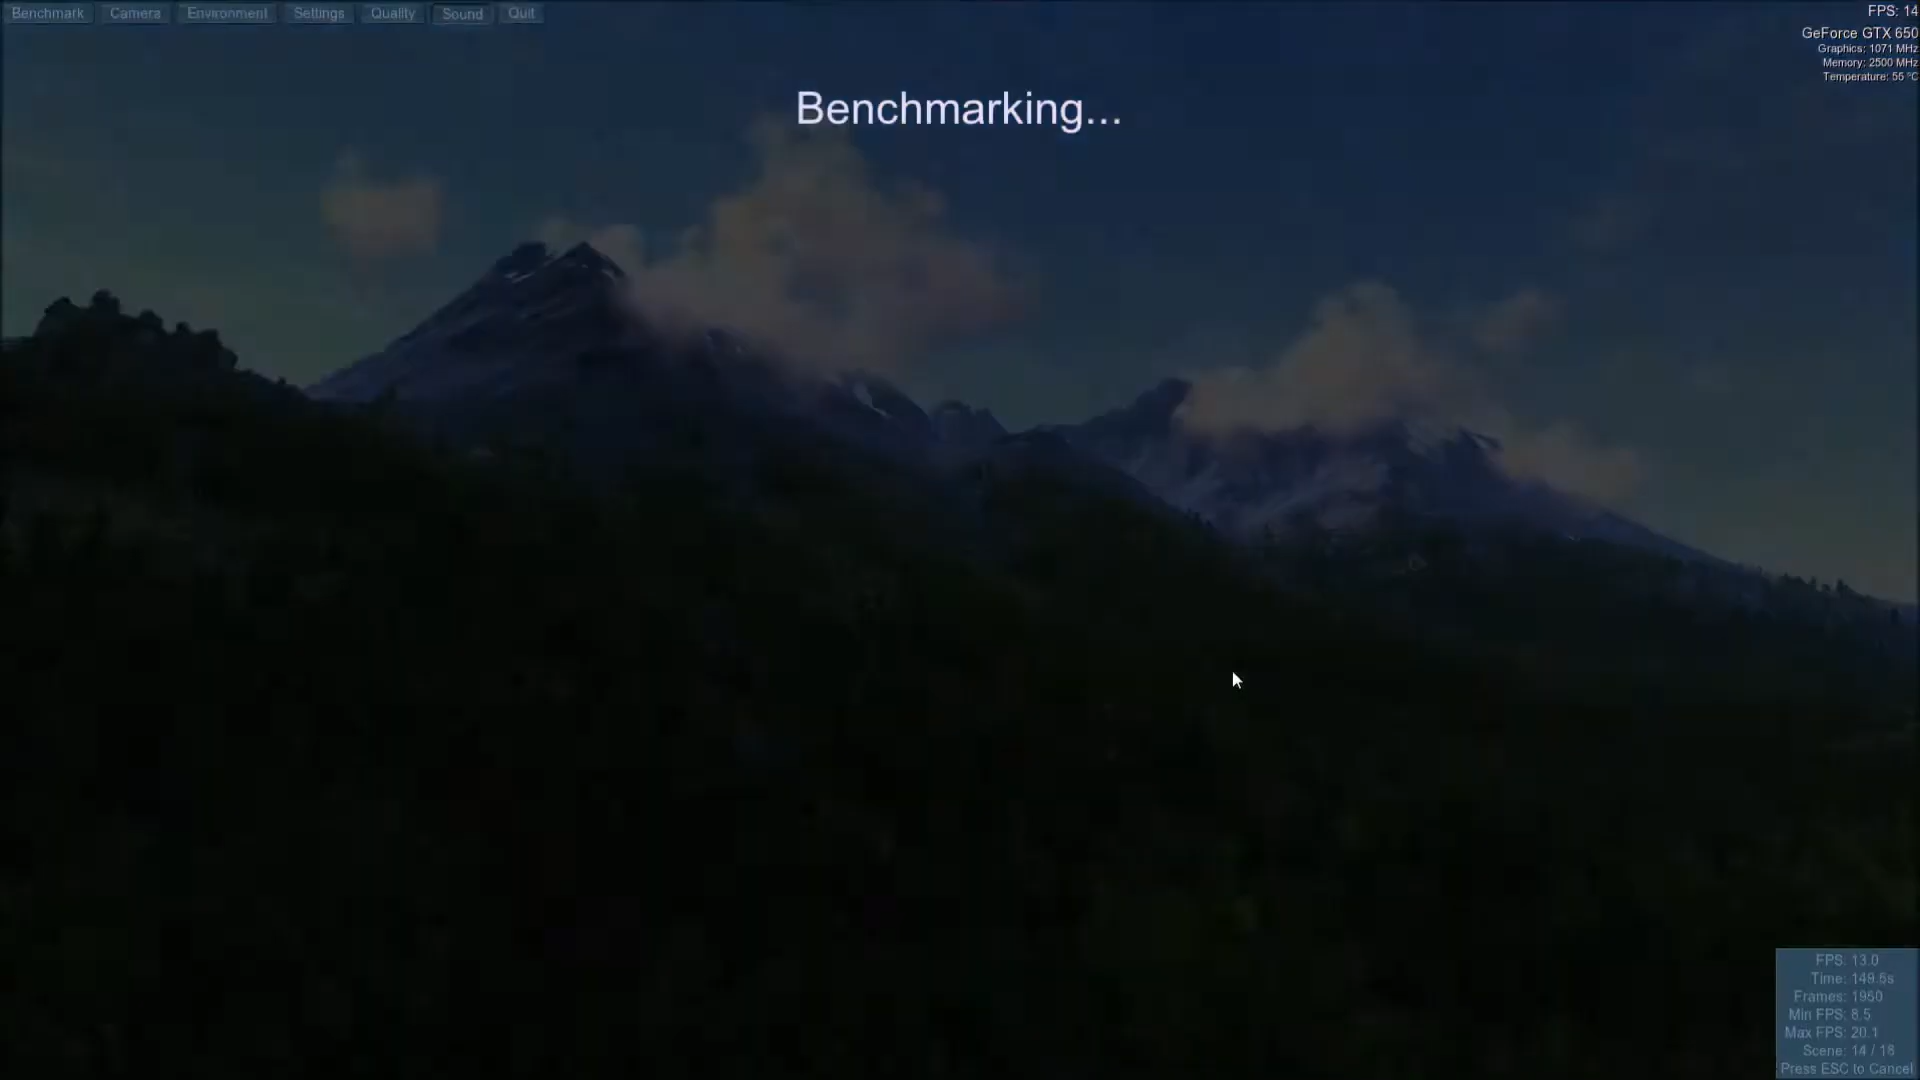 Benchmark Camera Environment Settings Quality Sound Quit
FPS: 14
GeForce GTX 650
Graphics: 1071 MHz
Memory: 2500 MHz
Temperature: 55 °C
Benchmarking...
FPS: 13.0
Time: 149.5s
Frames: 1950
Min FPS: 8.5
Max FPS: 20.1
Scene: 14 / 18
Press ESC to Cancel